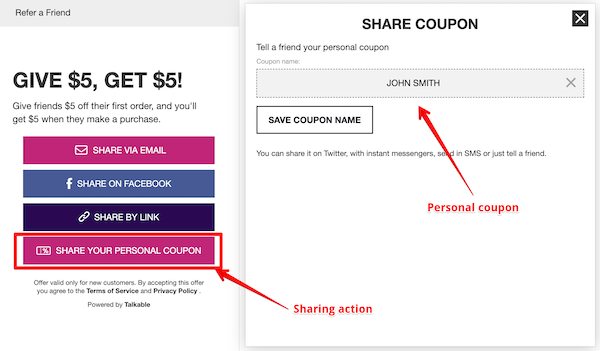 Refer a Friend
GIVE $5, GET $5!
Give friends $5 off their first order, and you'll
get $5 when they make a purchase.
SHARE VIA EMAIL
SHARE ON FACEBOOK
SHARE BY LINK
SHARE YOUR PERSONAL COUPON
Offer valid only for new customers. By accepting this offer
you agree to the Terms of Service and Privacy Policy .
Powered by Talkable
Sharing action
SHARE COUPON
Tell a friend your personal coupon
Coupon name:
JOHN SMITH
SAVE COUPON NAME
You can share it on Twitter, with instant messengers, send in SMS or just tell a friend.
Personal coupon